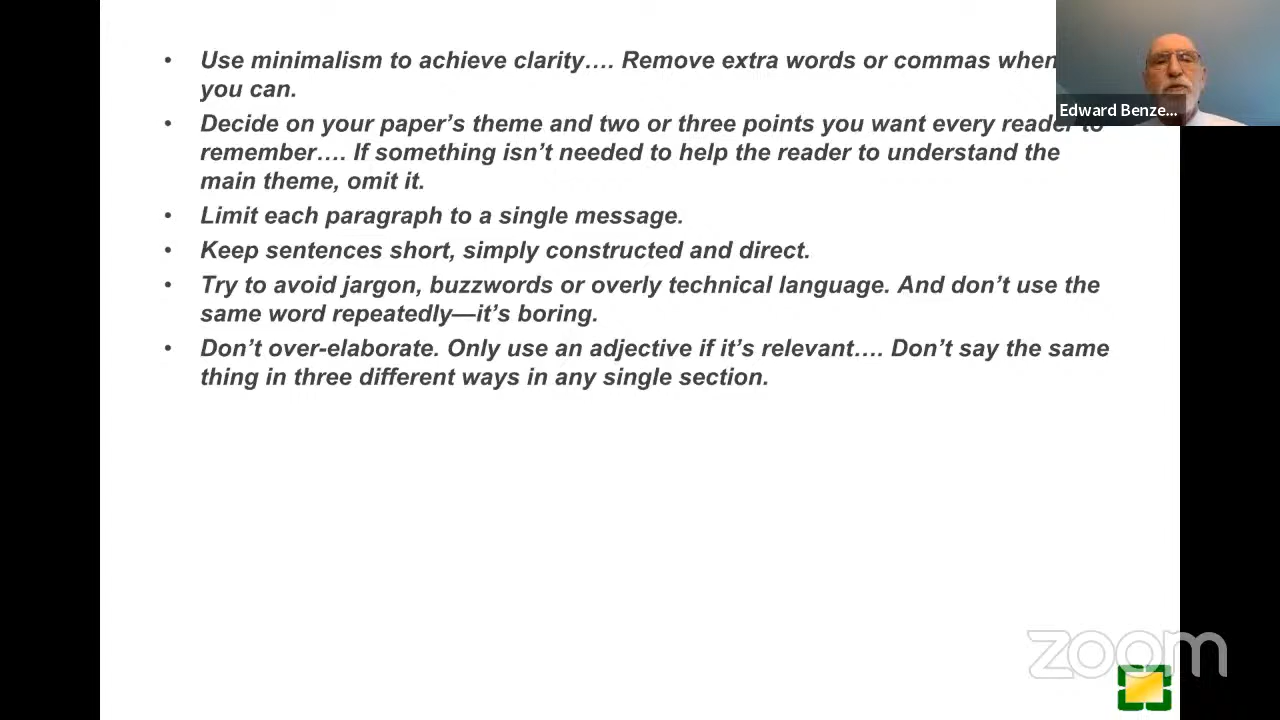 • Use minimalism to achieve clarity…. Remove extra words or commas when
you can.
• Decide on your paper’s theme and two or three points you want every reader to
remember…. If something isn’t needed to help the reader to understand the
main theme, omit it.
• Limit each paragraph to a single message.
• Keep sentences short, simply constructed and direct.
• Try to avoid jargon, buzzwords or overly technical language. And don’t use the
same word repeatedly—it’s boring.
• Don’t over-elaborate. Only use an adjective if it’s relevant…. Don’t say the same
thing in three different ways in any single section.
Edward Benze...
zoom